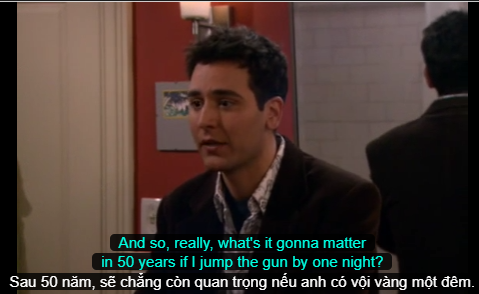 And so, really, what's it gonna matter
in 50 years if I jump the gun by one night?
Sau 50 năm, sẽ chẳng còn quan trọng nếu anh có vội vàng một đêm.